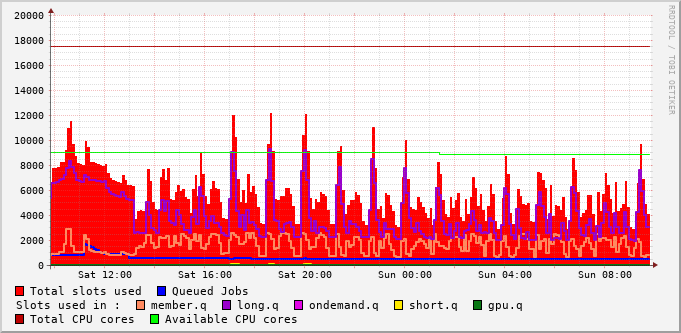 20000
18000
16000
14000
12000
10000
8000
6000
4000
2000
0
Sat 12:00 Sat 16:00 Sat 20:00 Sun 00:00 Sun 04:00 Sun 08:00
RRDTOOL / TOBI OETIKER
Total slots used Queued Jobs
Slots used in : member.q long.q ondemand.q short.q gpu.q
Total CPU cores Available CPU cores